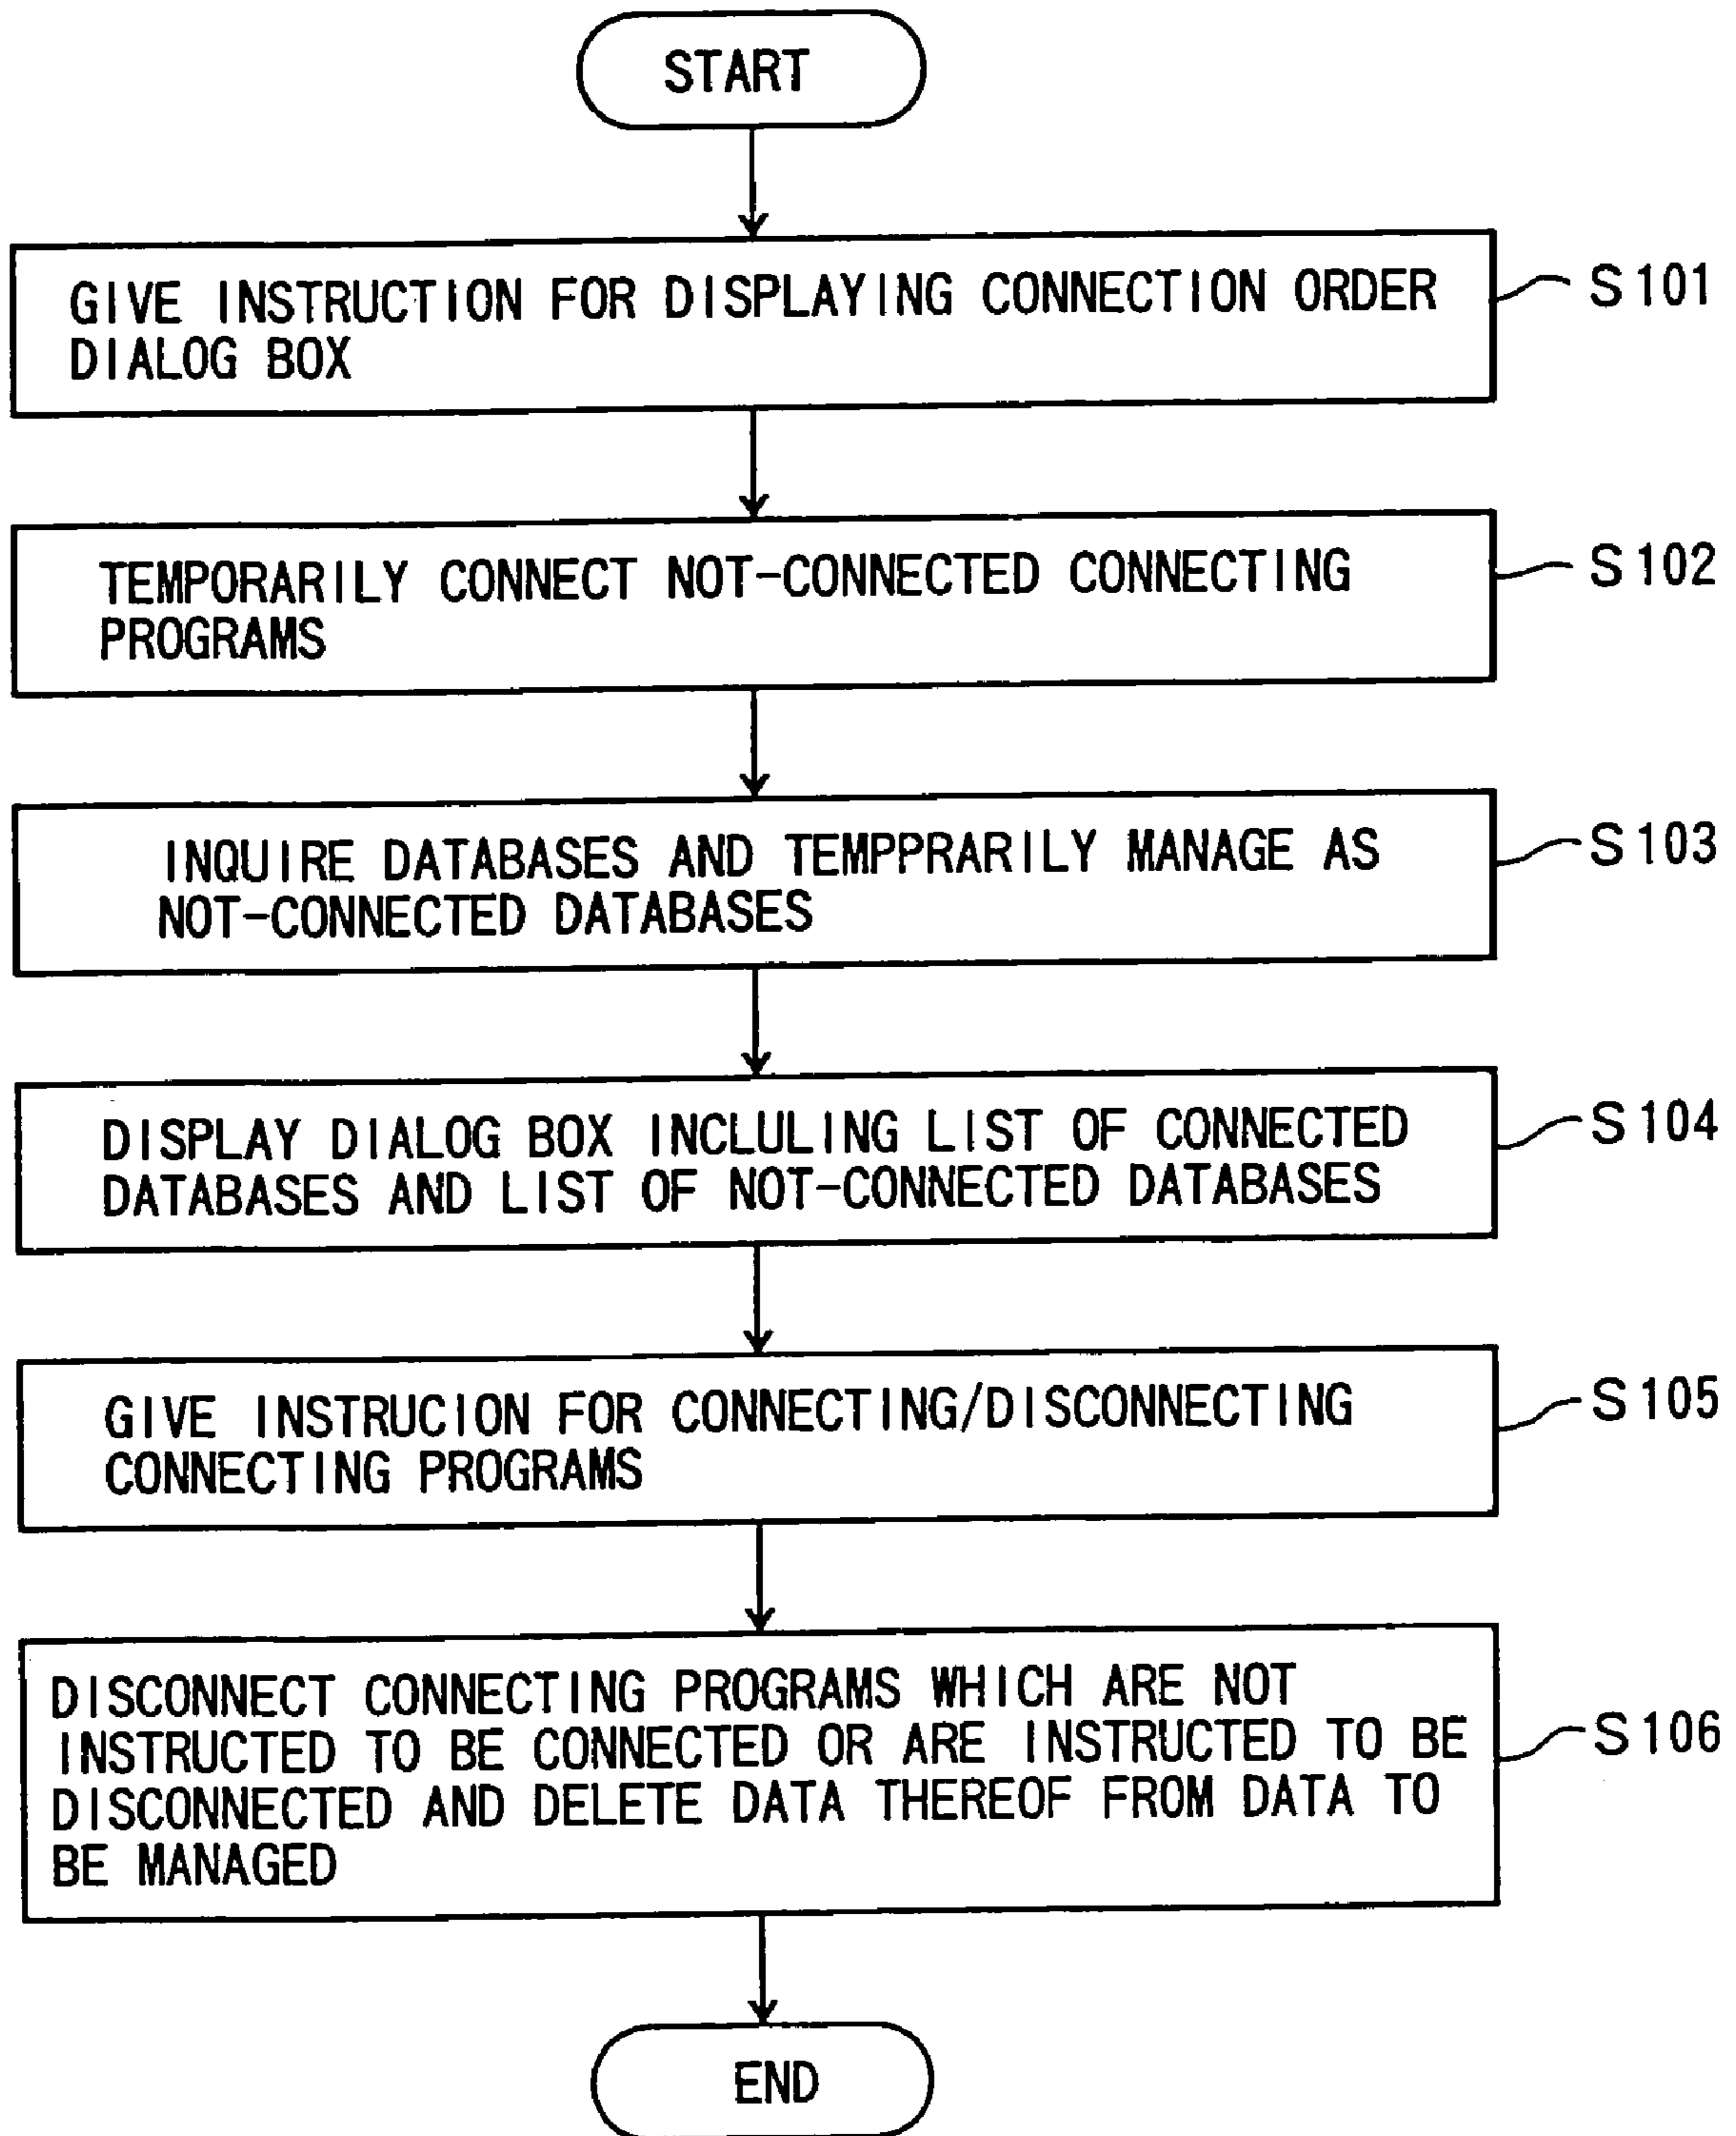 START
GIVE INSTRUCTION FOR DISPLAYING CONNECTION ORDER
DIALOG BOX
S101
TEMPORARILY CONNECT NOT-CONNECTED CONNECTING
PROGRAMS
S102
INQUIRE DATABASES AND TEMPPRARILY MANAGE AS
NOT-CONNECTED DATABASES
S103
DISPLAY DIALOG BOX INCLULING LIST OF CONNECTED
DATABASES AND LIST OF NOT-CONNECTED DATABASES
S104
GIVE INSTRUCION FOR CONNECTING/DISCONNECTING
CONNECTING PROGRAMS
S105
DISCONNECT CONNECTING PROGRAMS WHICH ARE NOT
INSTRUCTED TO BE CONNECTED OR ARE INSTRUCTED TO BE
DISCONNECTED AND DELETE DATA THEREOF FROM DATA TO
BE MANAGED
S106
END